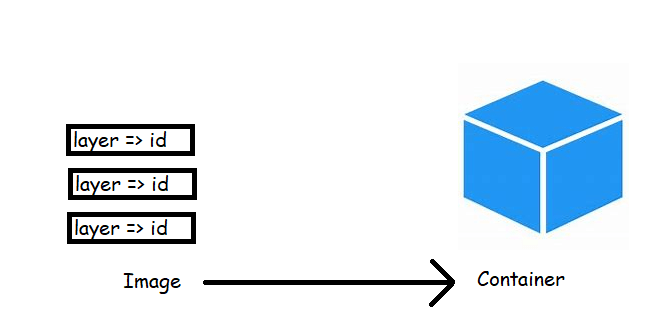 layer => id
layer => id
layer => id
Image
Container